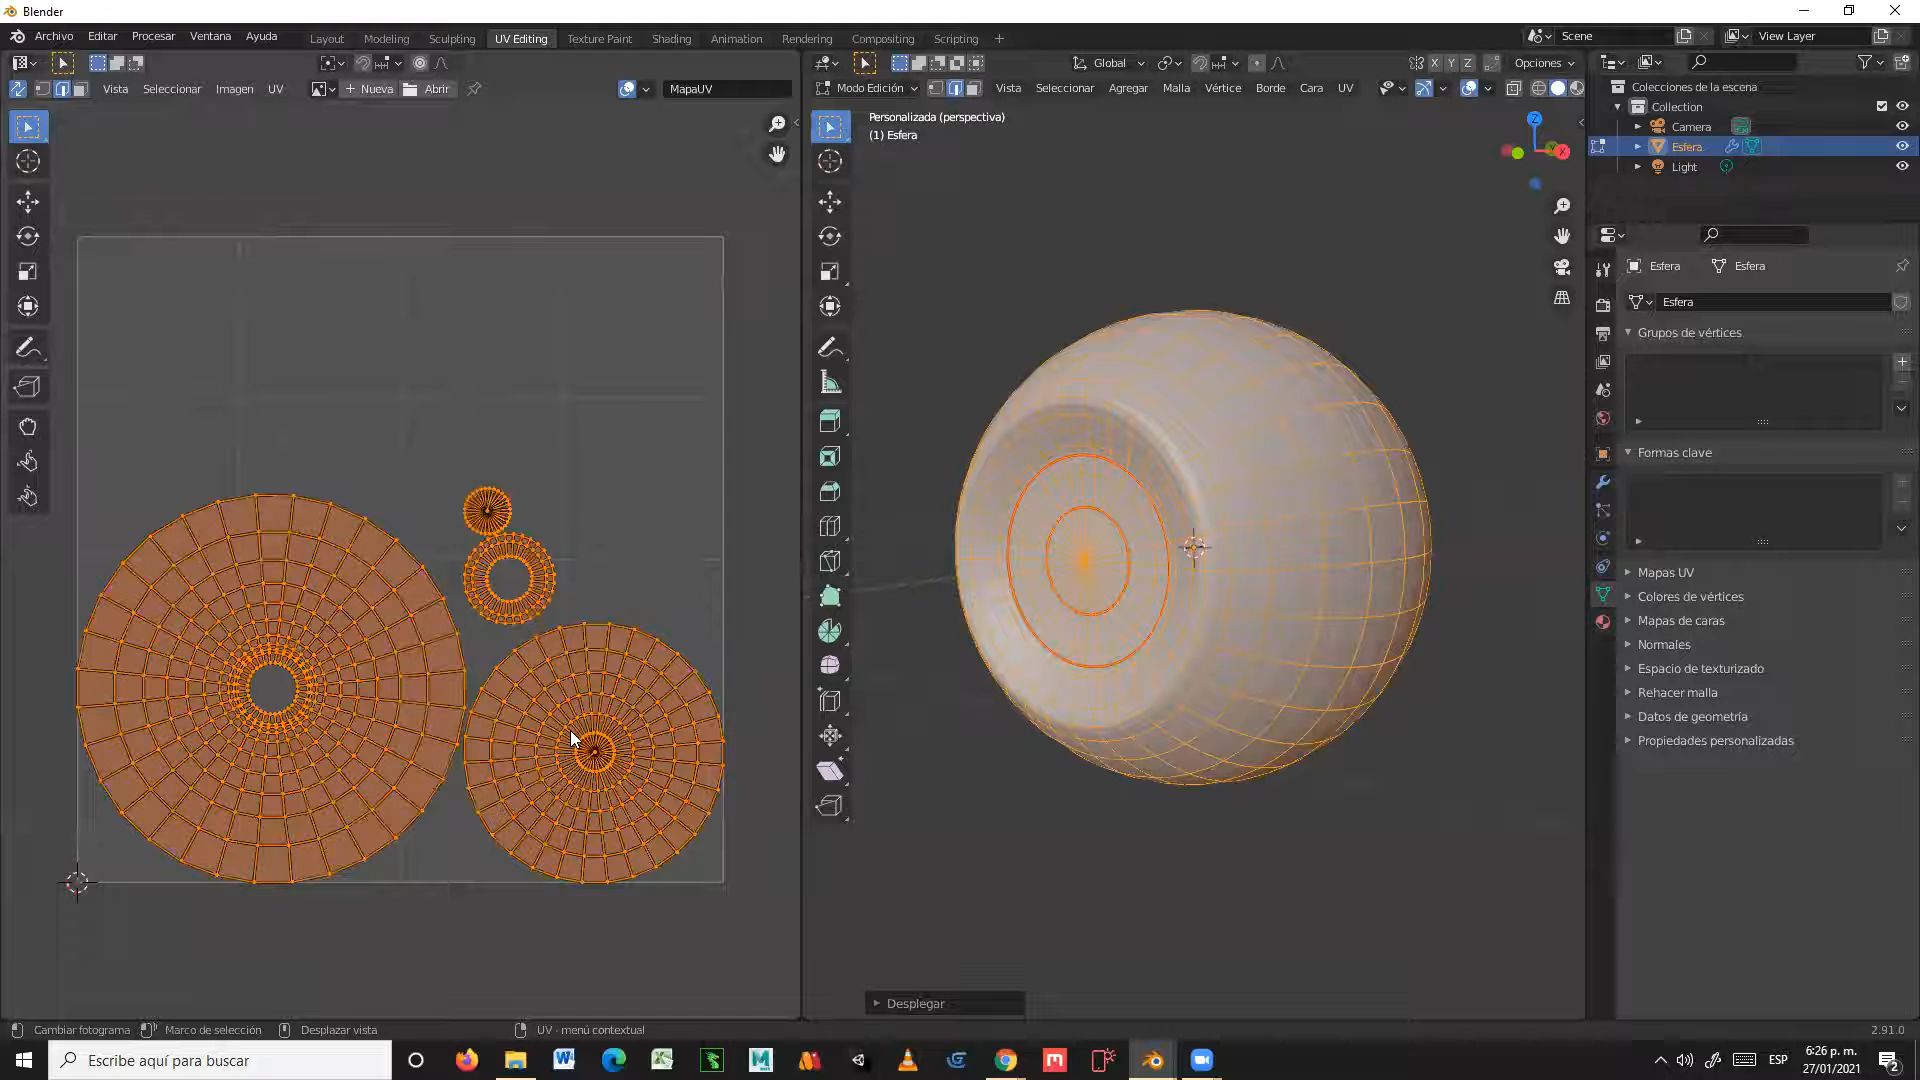 Blender
Archivo Editar Procesar Ventana Ayuda
Layout Modeling Sculpting UV Editing Texture Paint Shading Animation Rendering Compositing Scripting +
Scene View Layer
Global X Y Z Opciones
Vista Seleccionar Imagen UV + Nueva Abrir MapaUV
Modo Edición Vista Seleccionar Agregar Malla Vértice Borde Cara UV
Personalizada (perspectiva)
(1) Esfera
Z
X
Colecciones de la escena
Collection
Camera
Esfera
Light
Esfera Esfera
Esfera
Grupos de vértices
Formas clave
Mapas UV
Colores de vértices
Mapas de caras
Normales
Espacio de texturizado
Rehacer malla
Datos de geometría
Propiedades personalizadas
Desplegar
Cambiar fotograma Marco de selección Desplazar vista UV - menú contextual 2.91.0
Escribe aquí para buscar
ESP
6:26 p. m.
27/01/2021
2